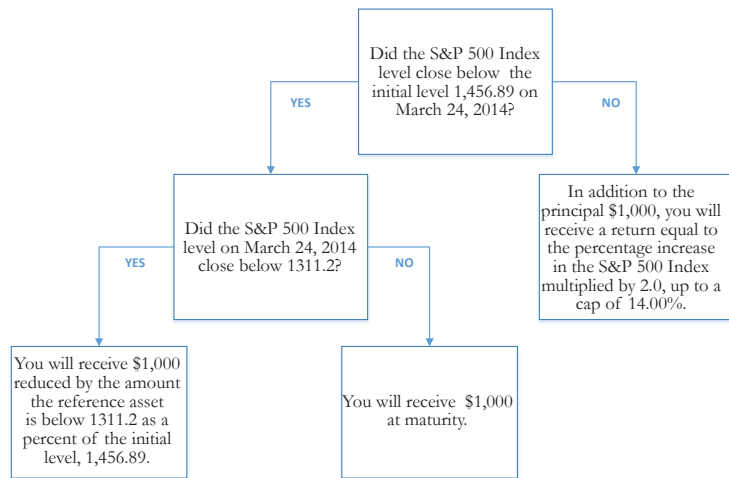 Did the S&P 500 Index
level close below the
initial level 1,456.89 on
March 24, 2014?
YES
NO
Did the S&P 500 Index
level on March 24, 2014
close below 1311.2?
In addition to the
principal $1,000, you will
receive a return equal to
the percentage increase
in the S&P 500 Index
multiplied by 2.0, up to a
cap of 14.00%.
YES
NO
You will receive $1,000
reduced by the amount
the reference asset
is below 1311.2 as a
percent of the initial
level, 1,456.89.
You will receive $1,000
at maturity.